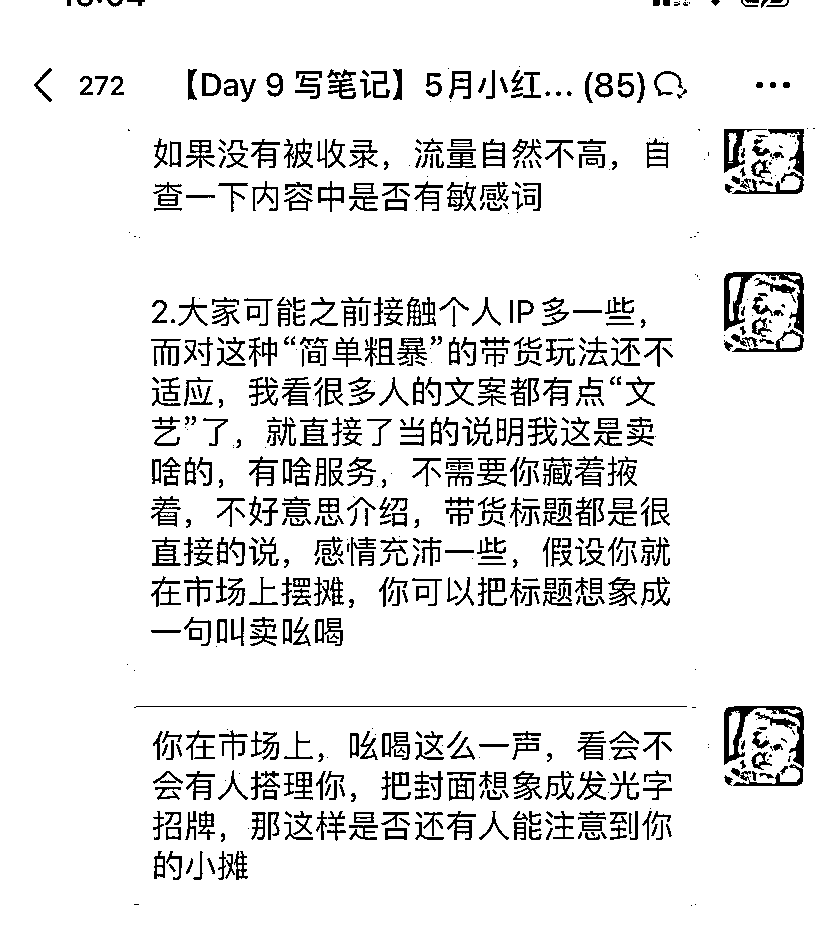 272 【Day 9 写笔记】5月小红... (85)
如果没有被收录，流量自然不高，自
查一下内容中是否有敏感词
2.大家可能之前接触个人IP多一些，
而对这种“简单粗暴”的带货玩法还不
适应，我看很多人的文案都有点“文
艺”了，就直接了当的说明我这是卖
啥的，有啥服务，不需要你藏着掖
着，不好意思介绍，带货标题都是很
直接的说，感情充沛一些，假设你就
在市场上摆摊，你可以把标题想象成
一句叫卖吆喝
你在市场上，吆喝这么一声，看会不
会有人搭理你，把封面想象成发光字
招牌，那这样是否还有人能注意到你
的小摊